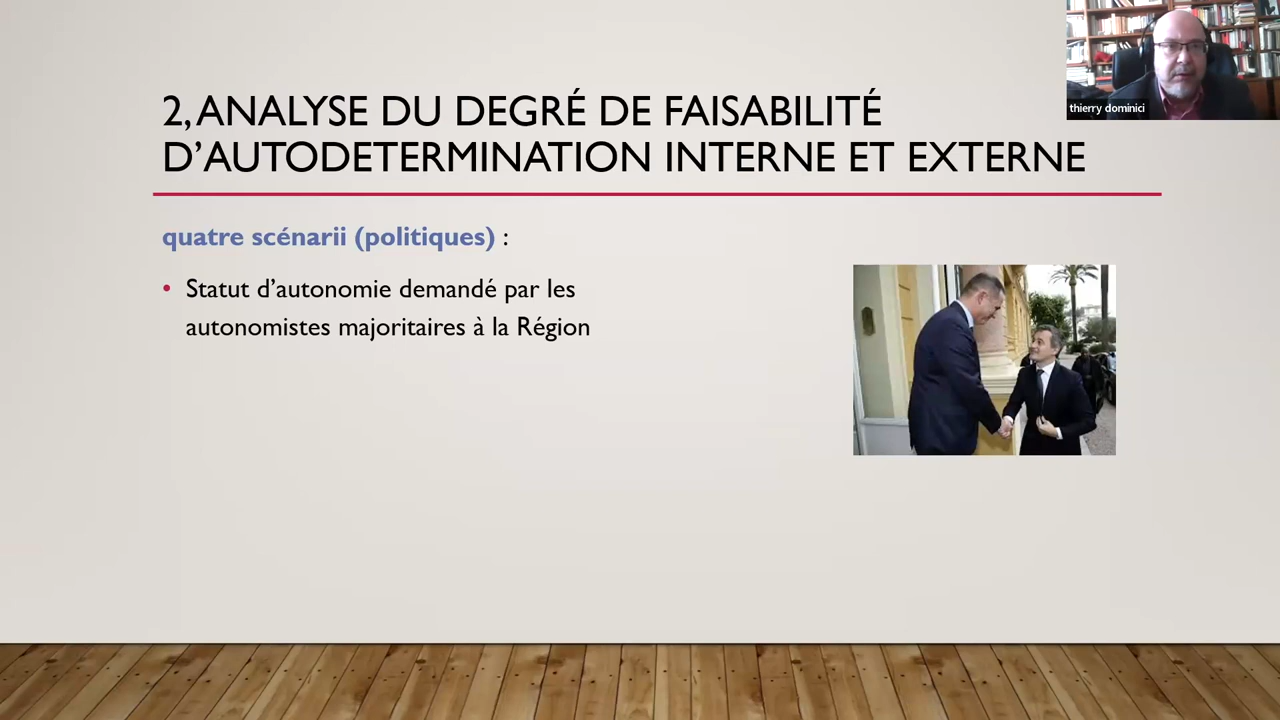 thierry dominici
2, ANALYSE DU DEGRÉ DE FAISABILITÉ
D’AUTODETERMINATION INTERNE ET EXTERNE
quatre scénarii (politiques) :
• Statut d’autonomie demandé par les
autonomistes majoritaires à la Région